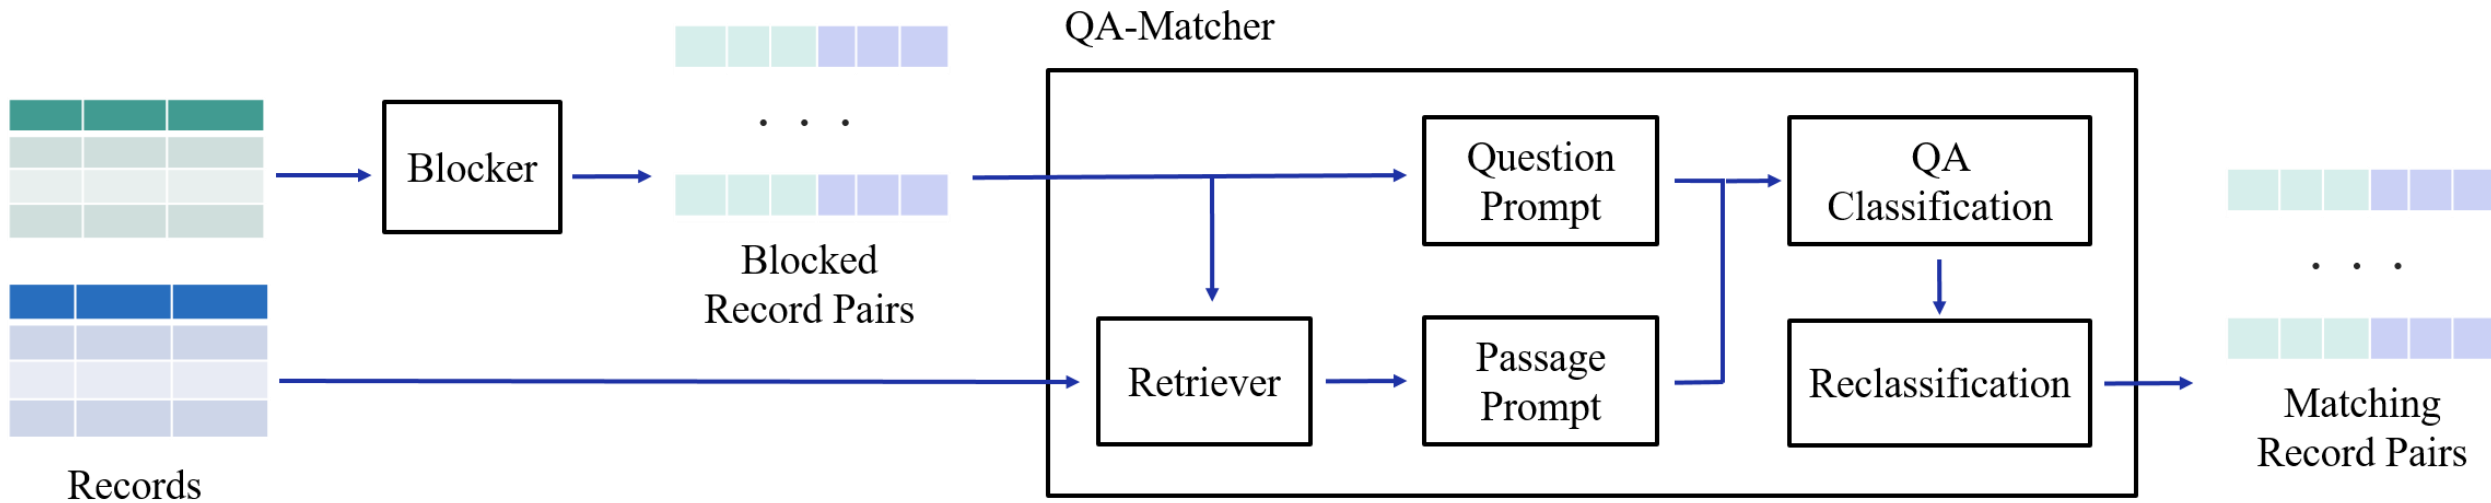 QA-Matcher
Blocker
Question
Prompt
QA
Classification
Blocked
Record Pairs
Retriever
Passage
Prompt
Reclassification
Matching
Record Pairs
Records